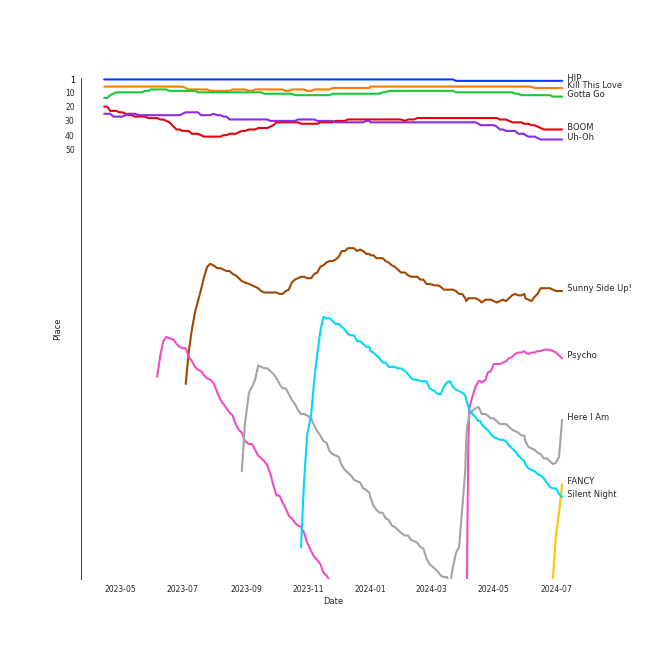 1
10
20
30
40
50
Place
HIP
Kill This Love
Gotta Go
BOOM
Uh-Oh
Sunny Side Up!
Psycho
Here I Am
FANCY
Silent Night
2023-05 2023-07 2023-09 2023-11 2024-01 2024-03 2024-05 2024-07
Date